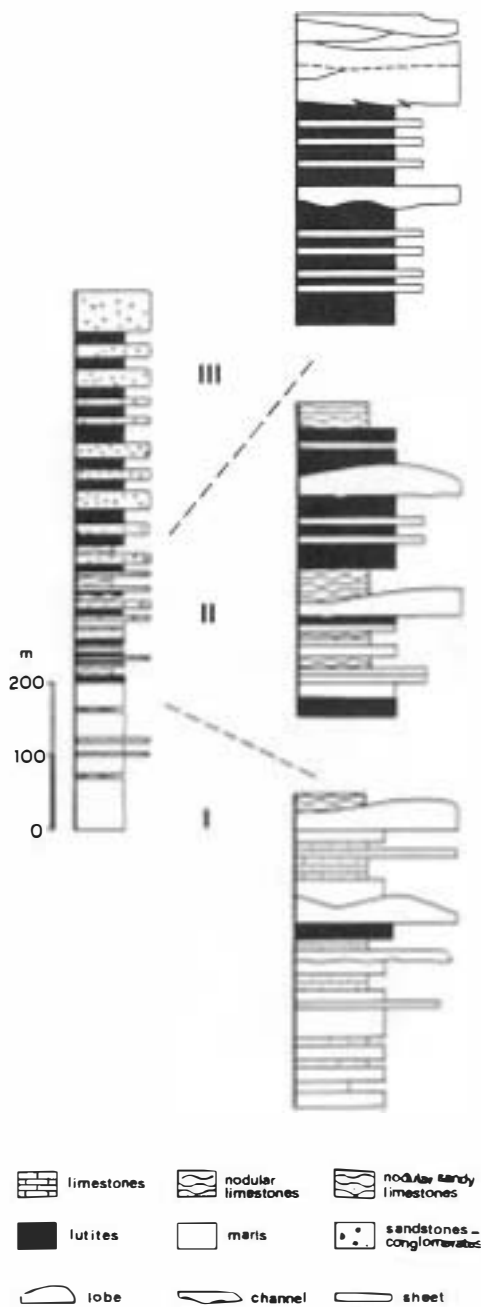 III
II
m
200
100
0
I
limestones
nodular limestones
nodular sandy limestones
lutites
marls
sandstones - conglomerates
lobe
channel
sheet